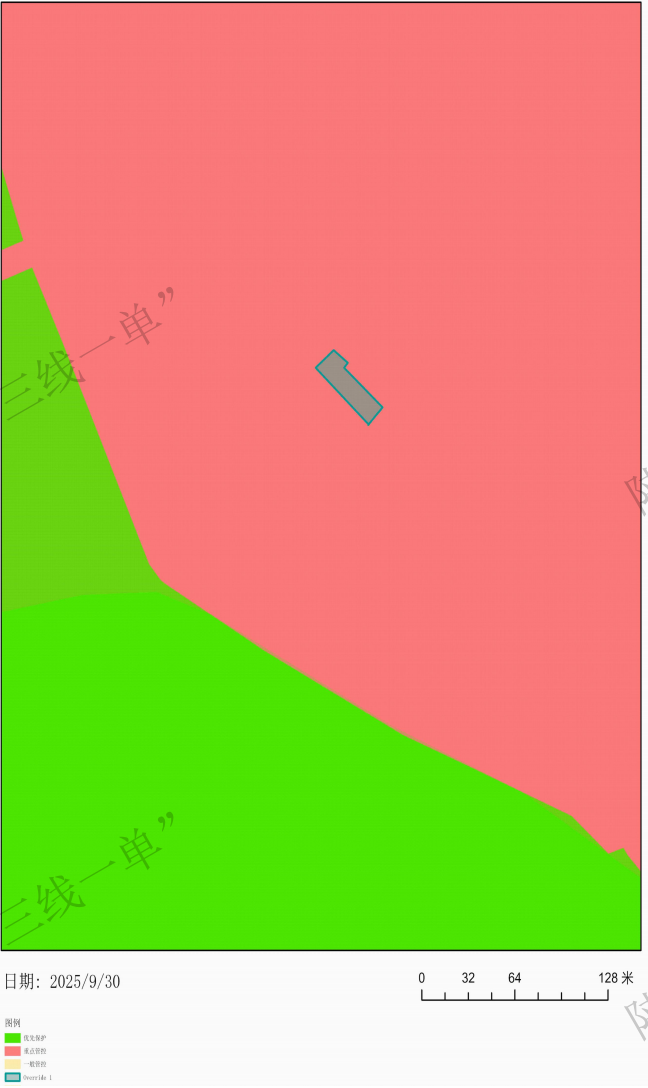 三线一单”
三线一单”
日期: 2025/9/30
0 32 64 128 米
图例
优先保护
重点管控
一般管控
Override 1